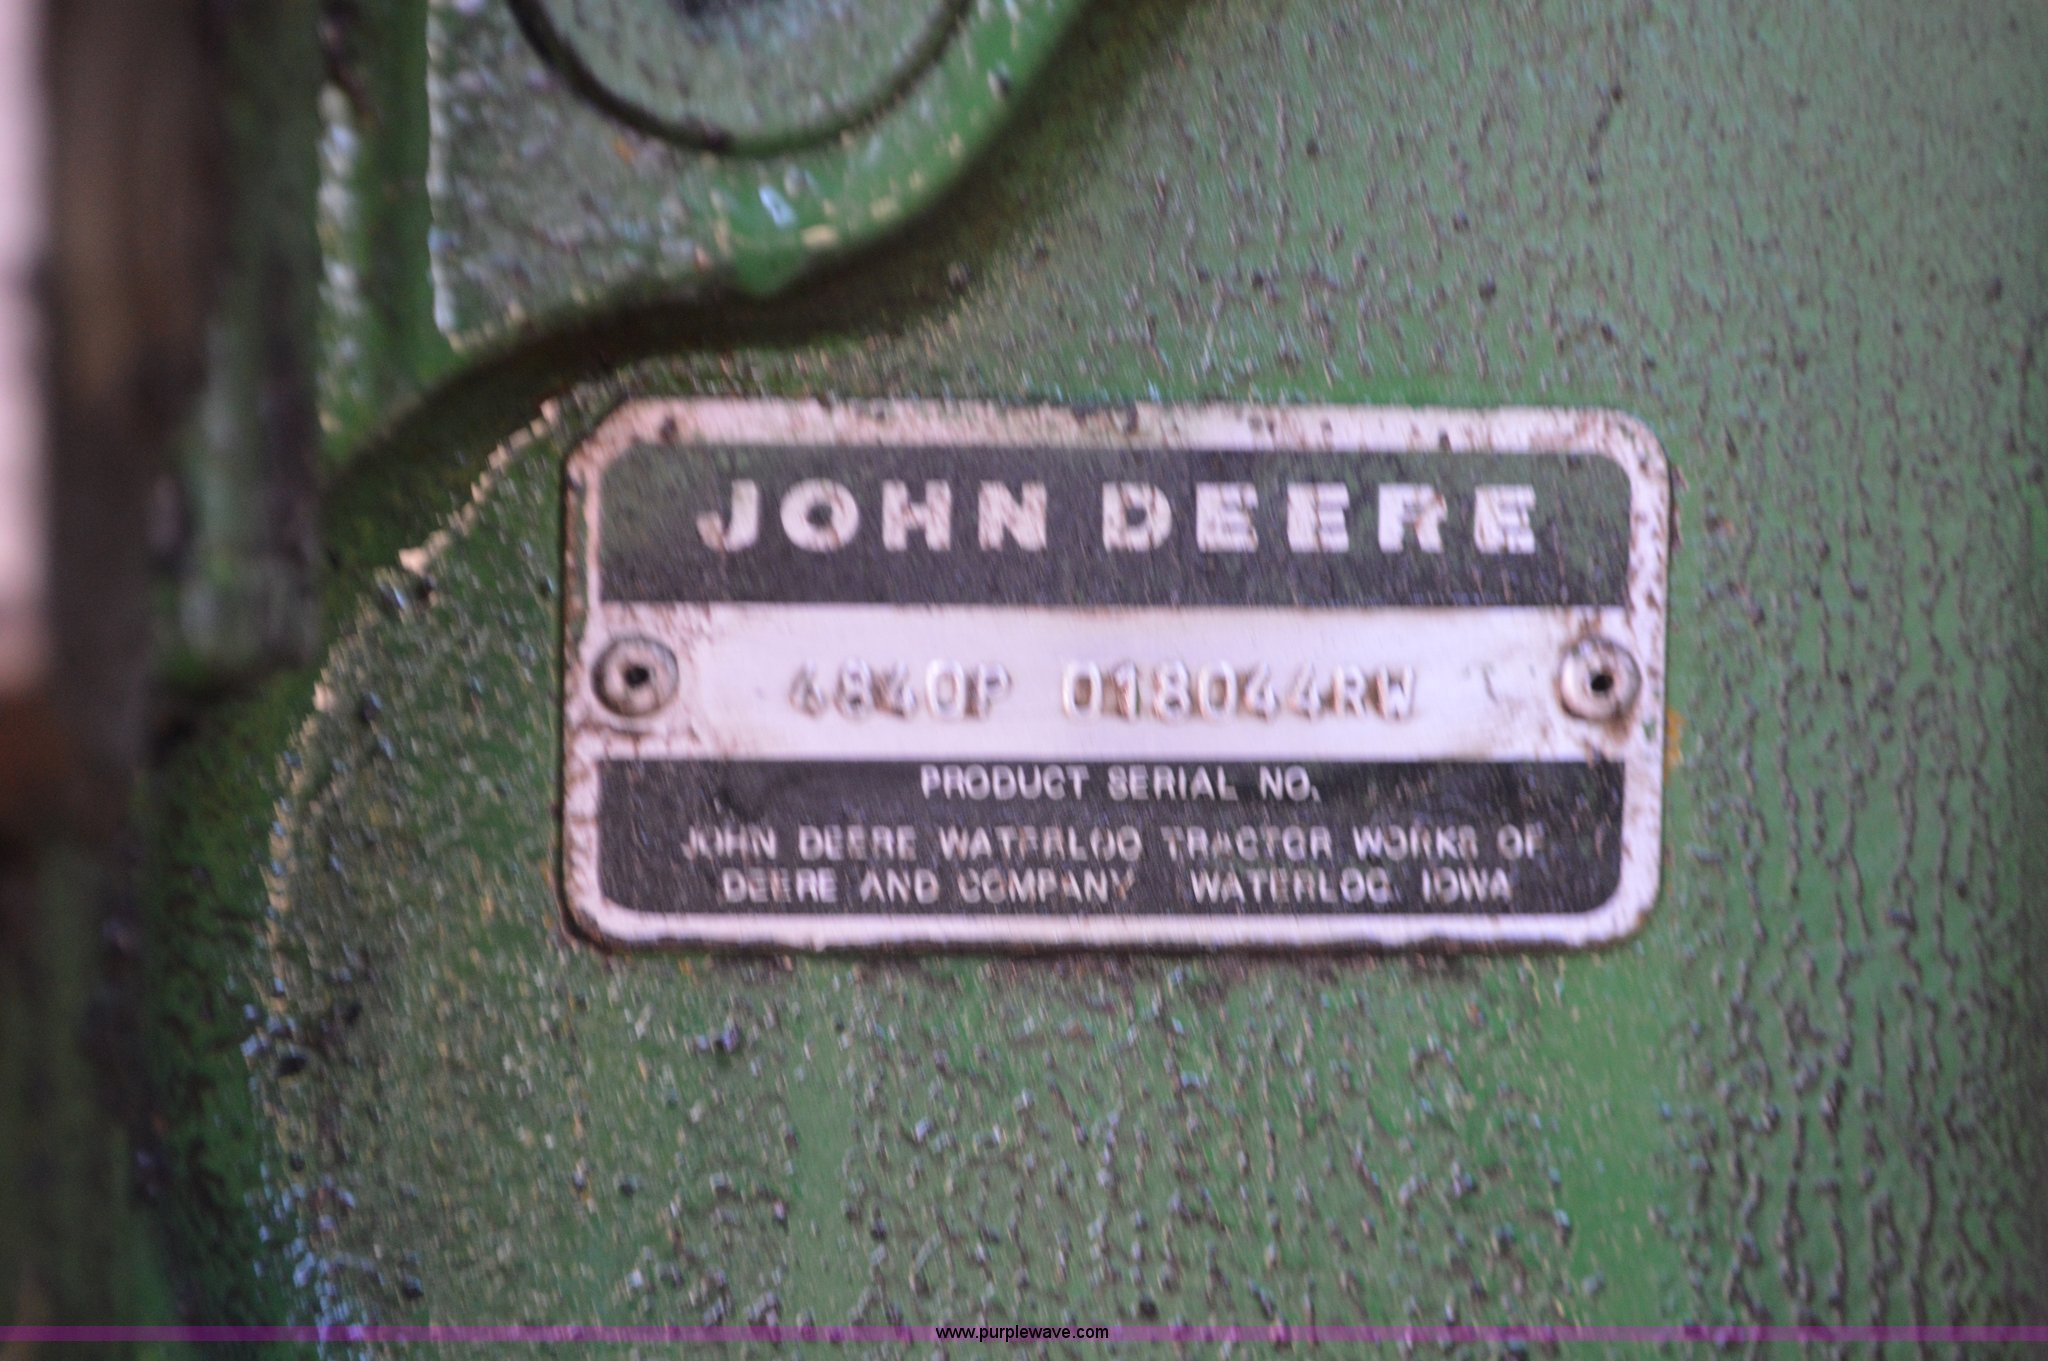 JOHN DEERE
4840P 018044RW
PRODUCT SERIAL NO.
JOHN DEERE WATERLOO TRACTOR WORKS OF
DEERE AND COMPANY WATERLOO, IOWA
www.purplewave.com